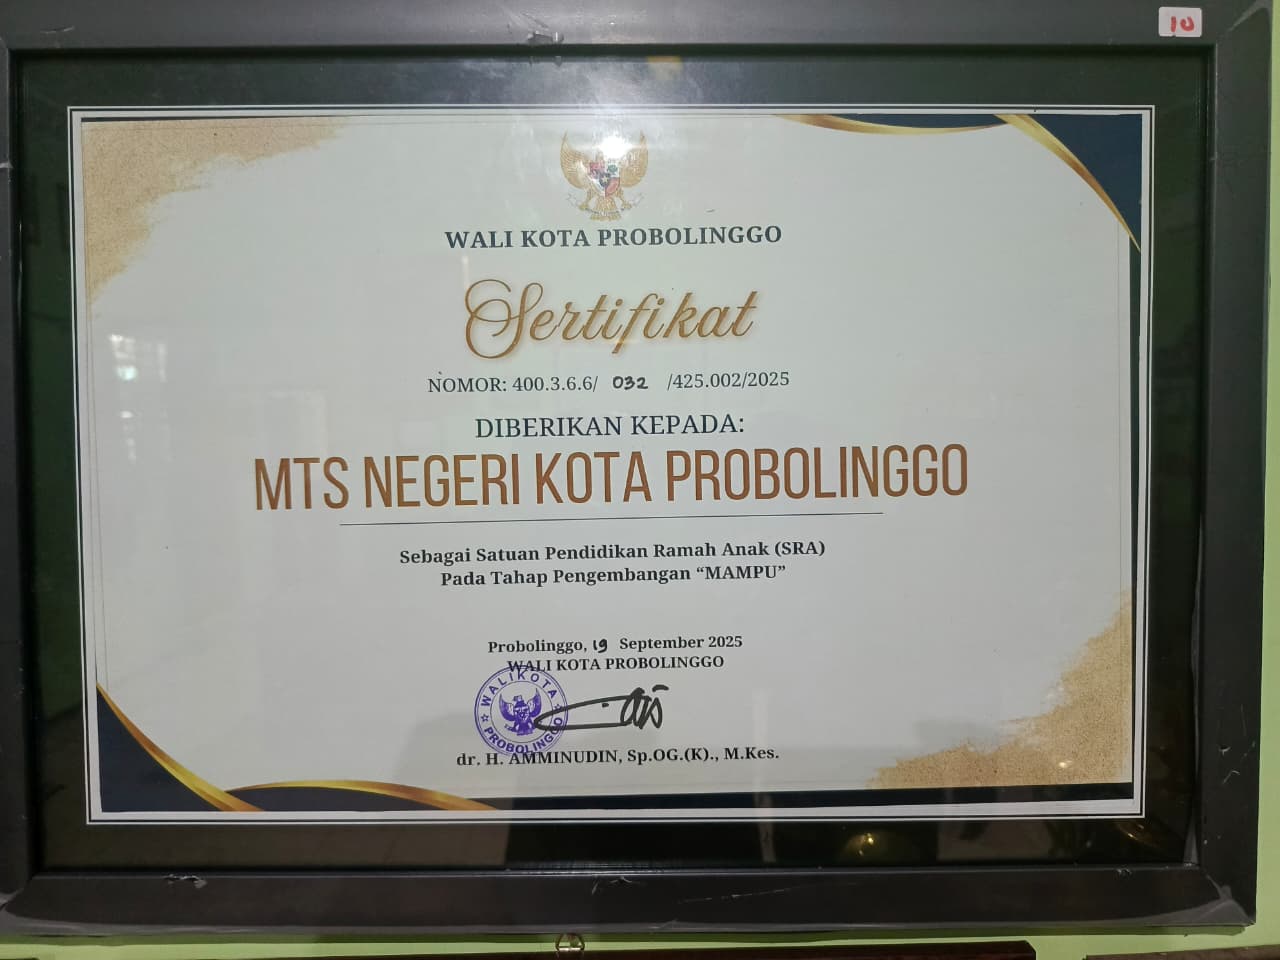 10
WALI KOTA PROBOLINGGO
Sertifikat
NOMOR: 400.3.6.6/ 032 /425.002/2025
DIBERIKAN KEPADA:
MTS NEGERI KOTA PROBOLINGGO
Sebagai Satuan Pendidikan Ramah Anak (SRA)
Pada Tahap Pengembangan “MAMPU”
Probolinggo, 19 September 2025
WALI KOTA PROBOLINGGO
WALIKOTA
PROBOLINGGO
dr. H. AMMINUDIN, Sp.OG.(K)., M.Kes.